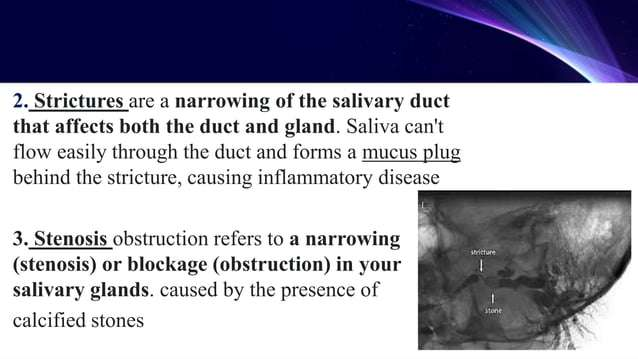 2. Strictures are a narrowing of the salivary duct
that affects both the duct and gland. Saliva can't
flow easily through the duct and forms a mucus plug
behind the stricture, causing inflammatory disease
3. Stenosis obstruction refers to a narrowing
(stenosis) or blockage (obstruction) in your
salivary glands. caused by the presence of
calcified stones
L
stricture
stone